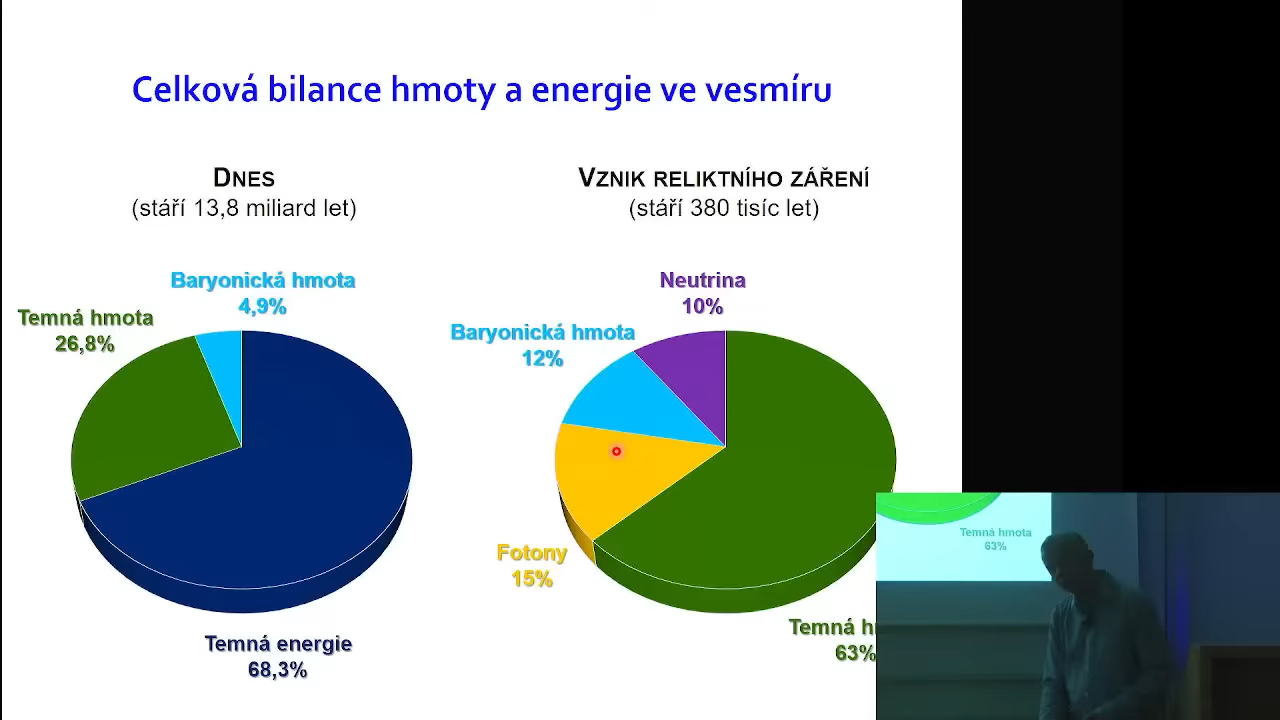 Celková bilance hmoty a energie ve vesmíru
DNES
(stáří 13,8 miliard let)
VZNIK RELIKTNÍHO ZÁŘENÍ
(stáří 380 tisíc let)
Baryonická hmota
4,9%
Temná hmota
26,8%
Temná energie
68,3%
Neutrina
10%
Baryonická hmota
12%
Fotony
15%
Temná h
63%
Temná hmota
63%